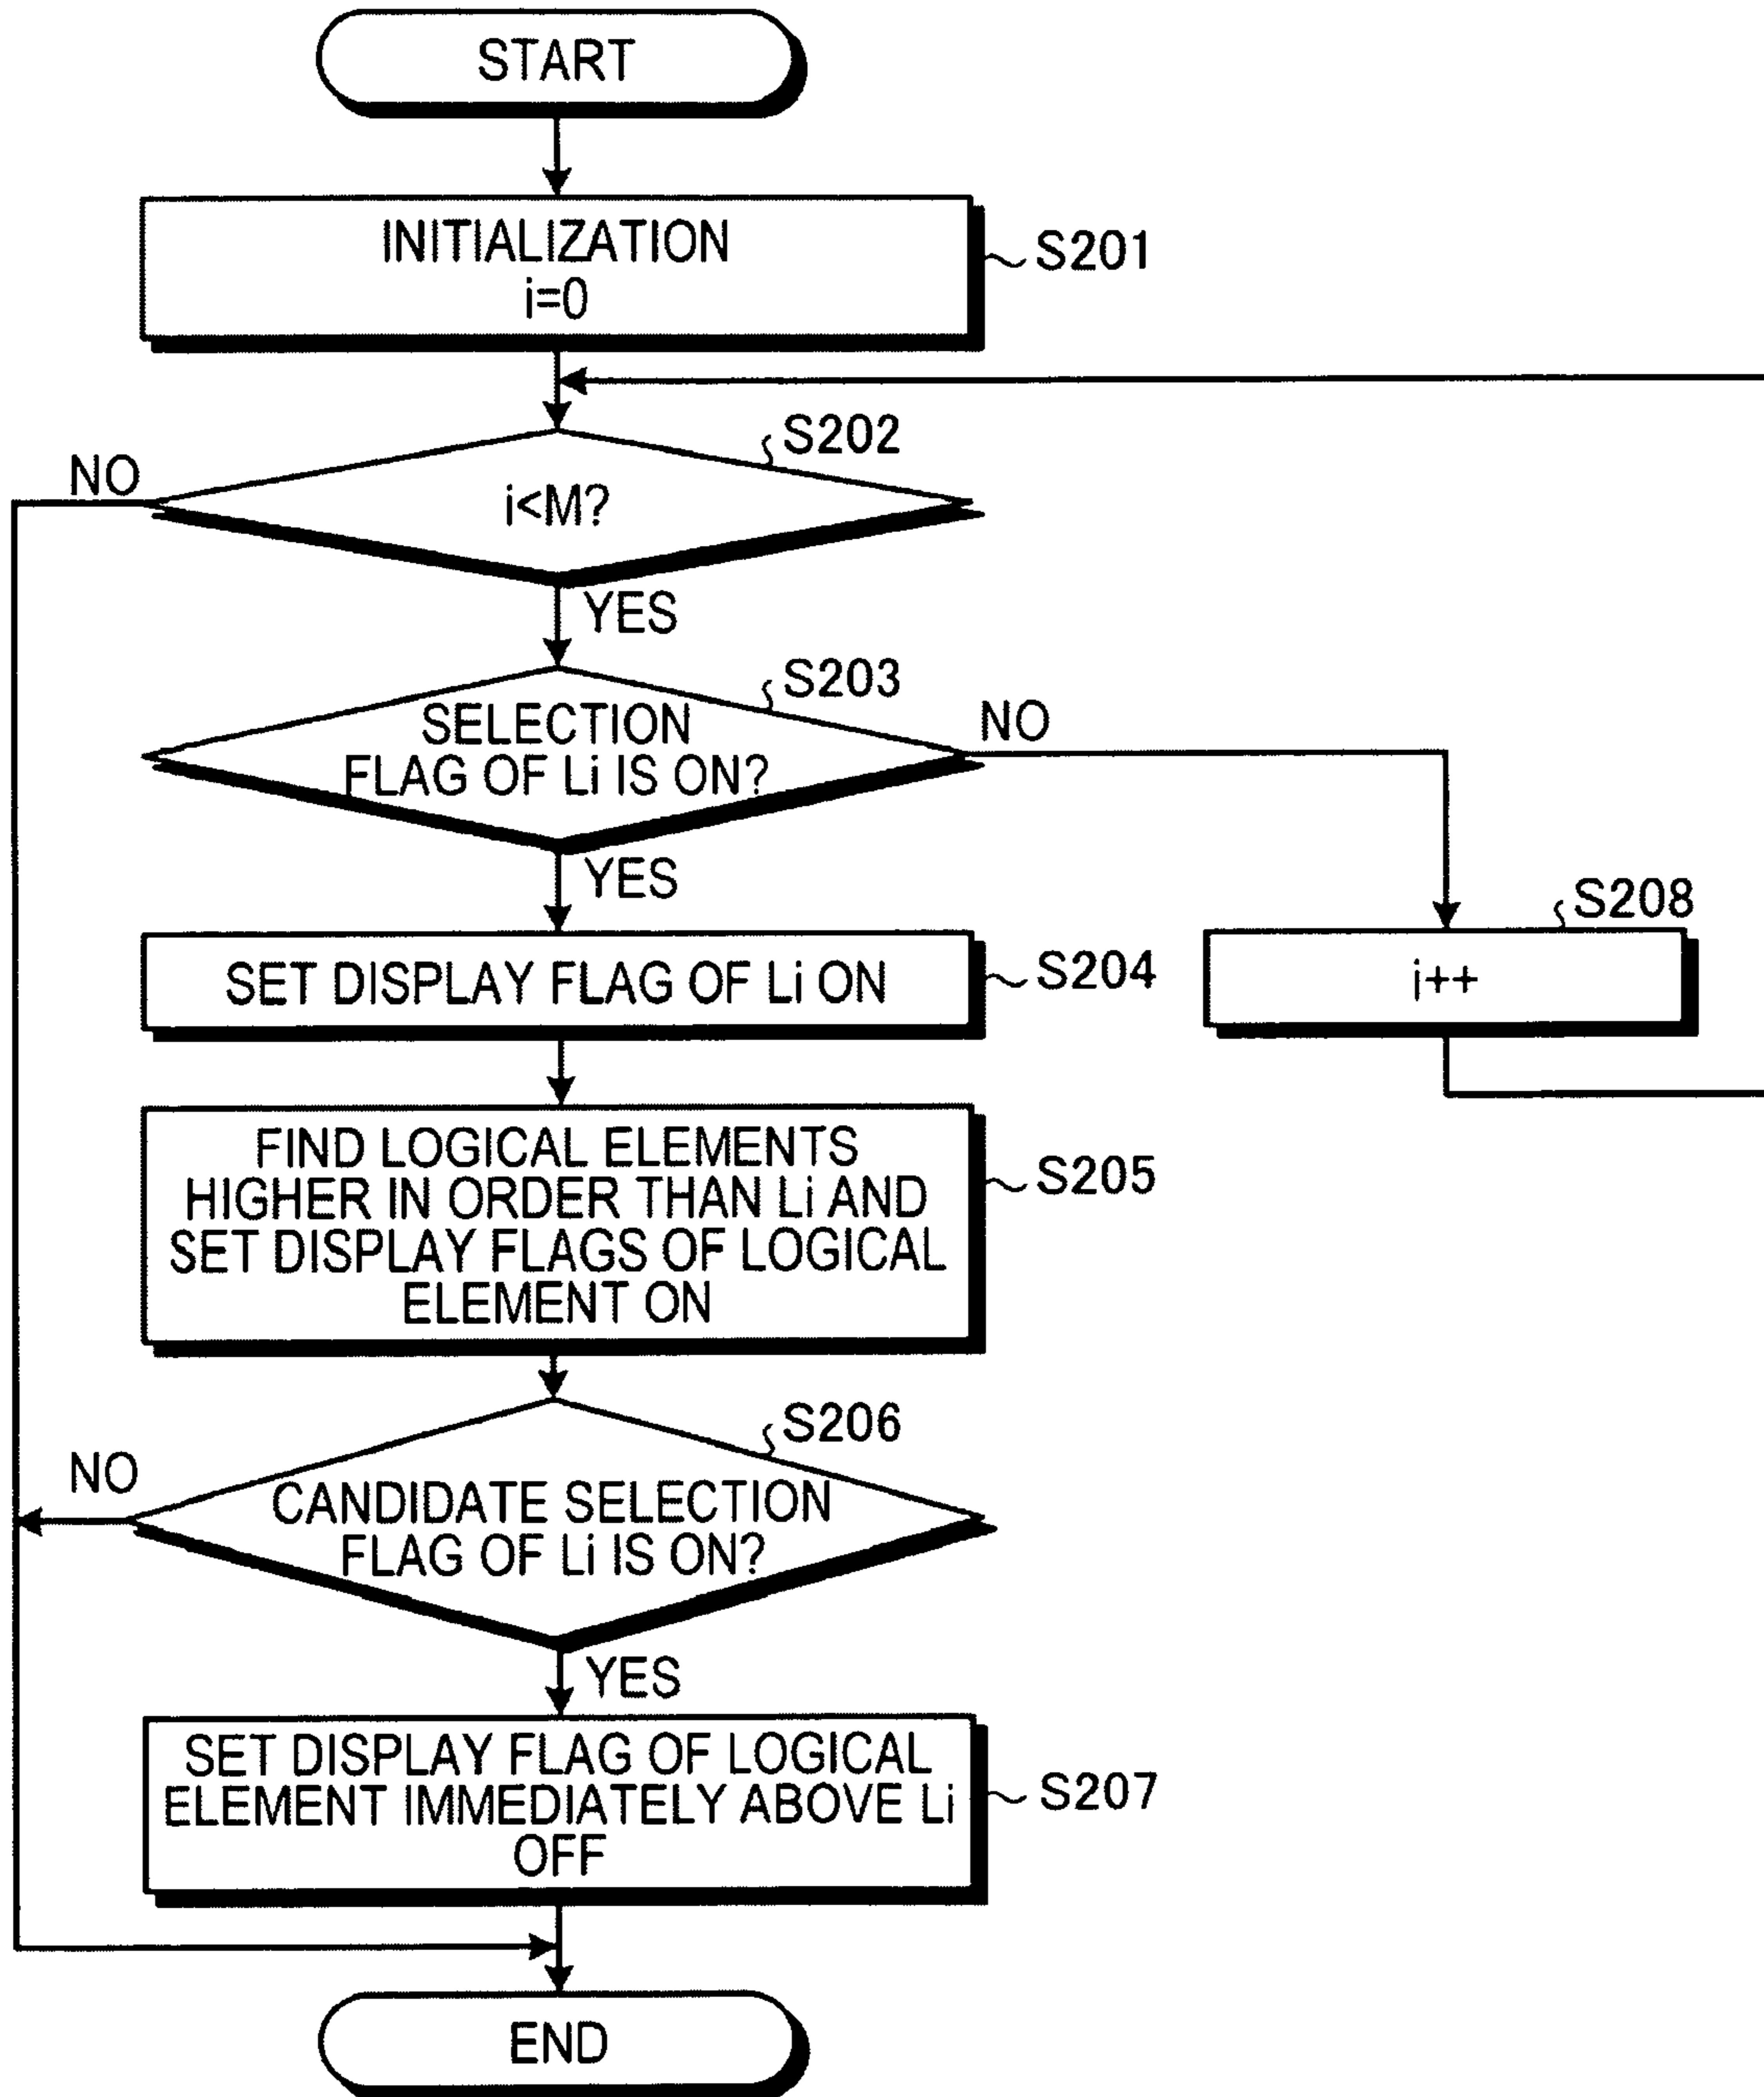 START
INITIALIZATION
i=0
S201
S202
NO
i<M?
YES
S203
SELECTION
FLAG OF Li IS ON?
NO
YES
S208
SET DISPLAY FLAG OF Li ON
S204
i++
FIND LOGICAL ELEMENTS
HIGHER IN ORDER THAN Li AND
SET DISPLAY FLAGS OF LOGICAL
ELEMENT ON
S205
S206
NO
CANDIDATE SELECTION
FLAG OF Li IS ON?
YES
SET DISPLAY FLAG OF LOGICAL
ELEMENT IMMEDIATELY ABOVE Li
OFF
S207
END